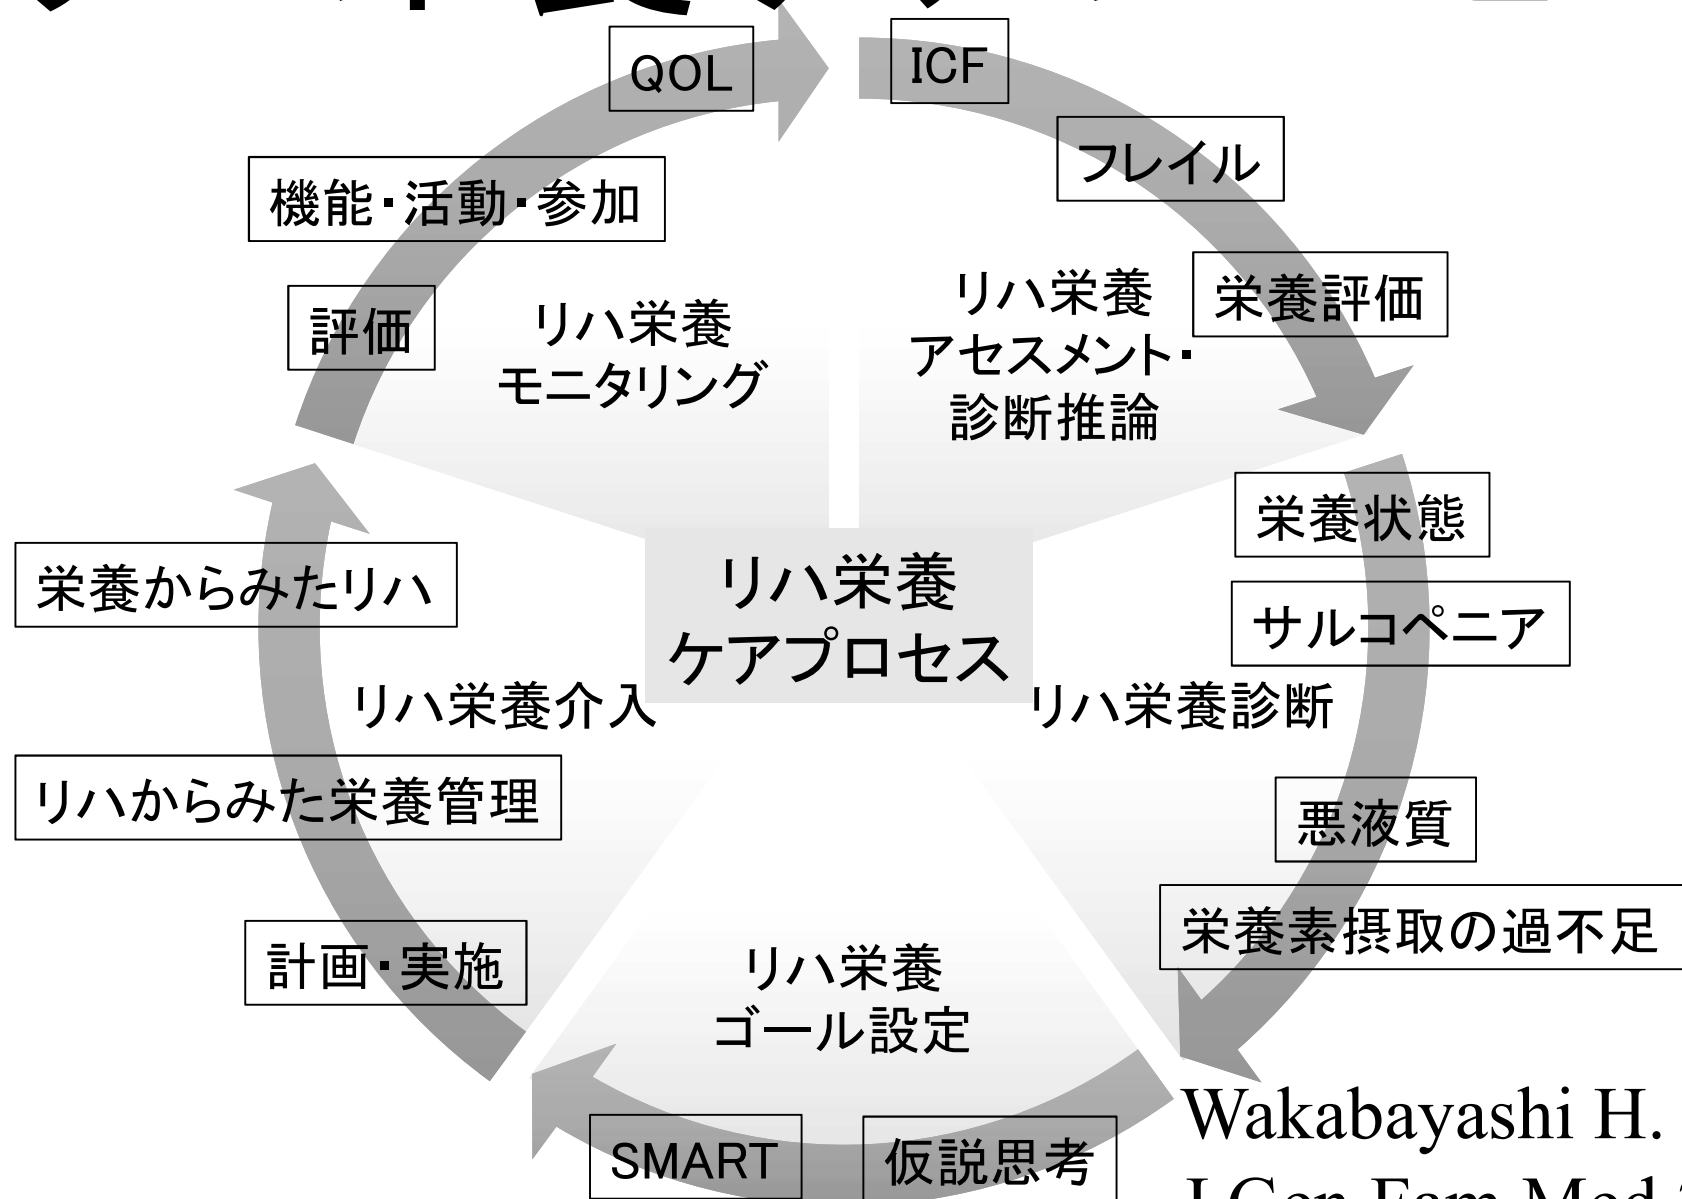 QOL
ICF
フレイル
機能・活動・参加
評価
リハ栄養
モニタリング
リハ栄養
アセスメント・
診断推論
栄養評価
栄養状態
サルコペニア
リハ栄養
ケアプロセス
栄養からみたリハ
リハ栄養介入
リハ栄養診断
リハからみた栄養管理
悪液質
栄養素摂取の過不足
計画・実施
リハ栄養
ゴール設定
SMART
仮説思考
Wakabayashi H.
J Gen Fam Med